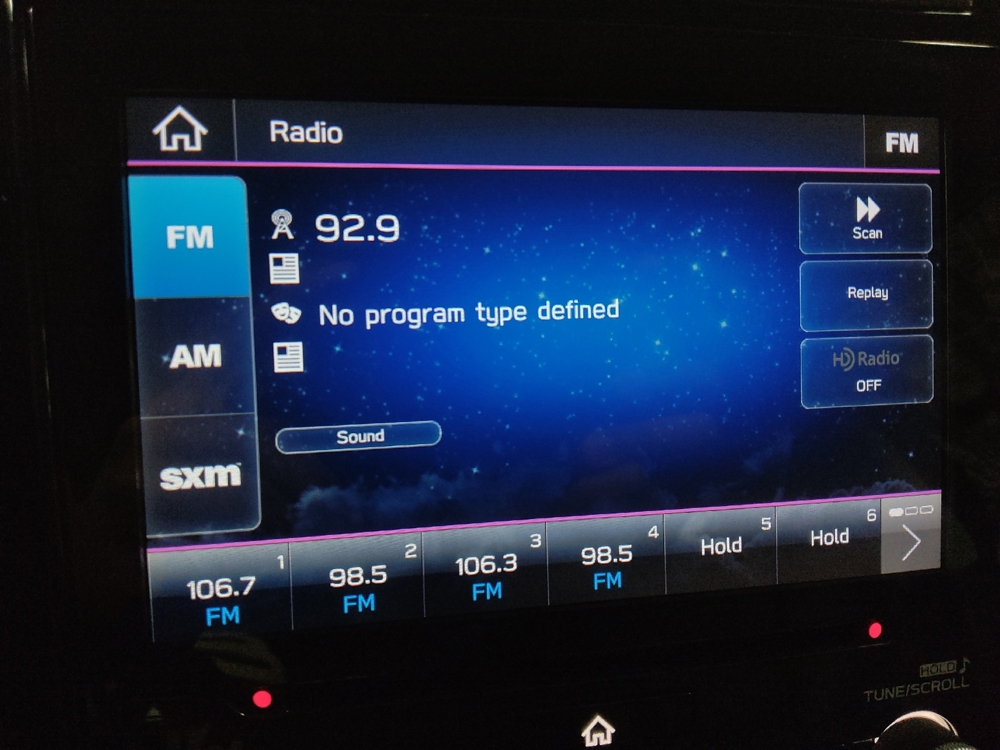 Radio
FM
FM
92.9
Scan
No program type defined
Replay
AM
HD Radio
OFF
Sound
sxm
1
106.7
FM
2
98.5
FM
3
106.3
FM
4
98.5
FM
5
Hold
6
Hold
HOLD
TUNE/SCROLL